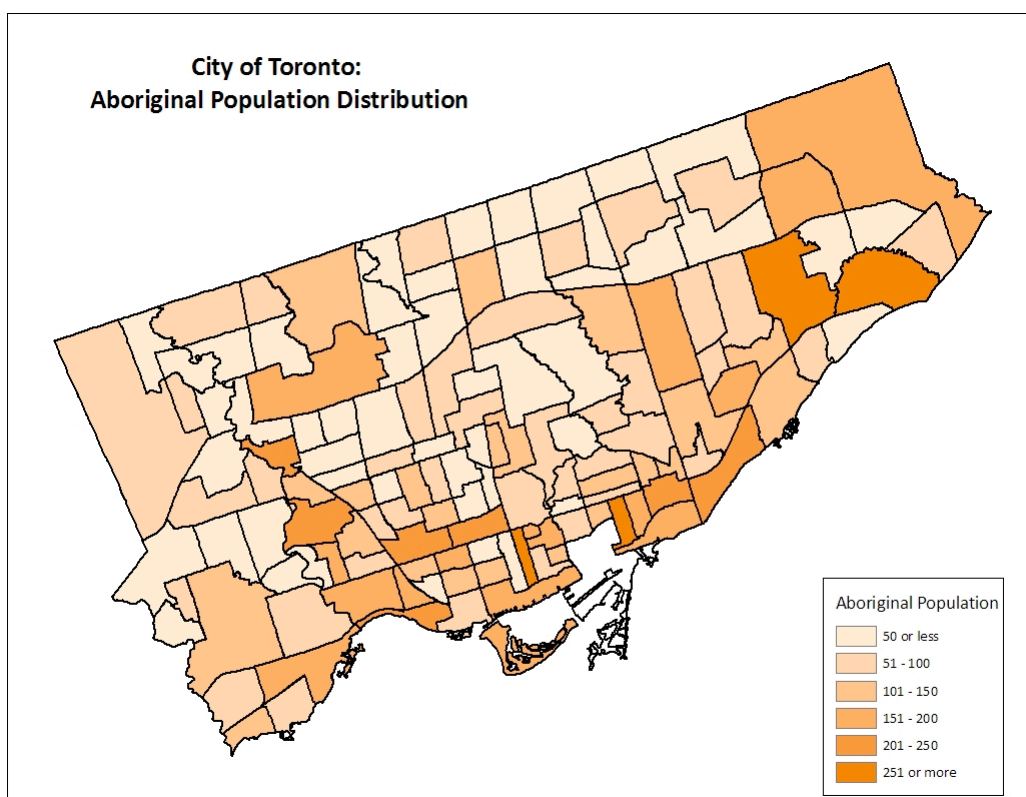 City of Toronto:
Aboriginal Population Distribution
Aboriginal Population
50 or less
51 - 100
101 - 150
151 - 200
201 - 250
251 or more